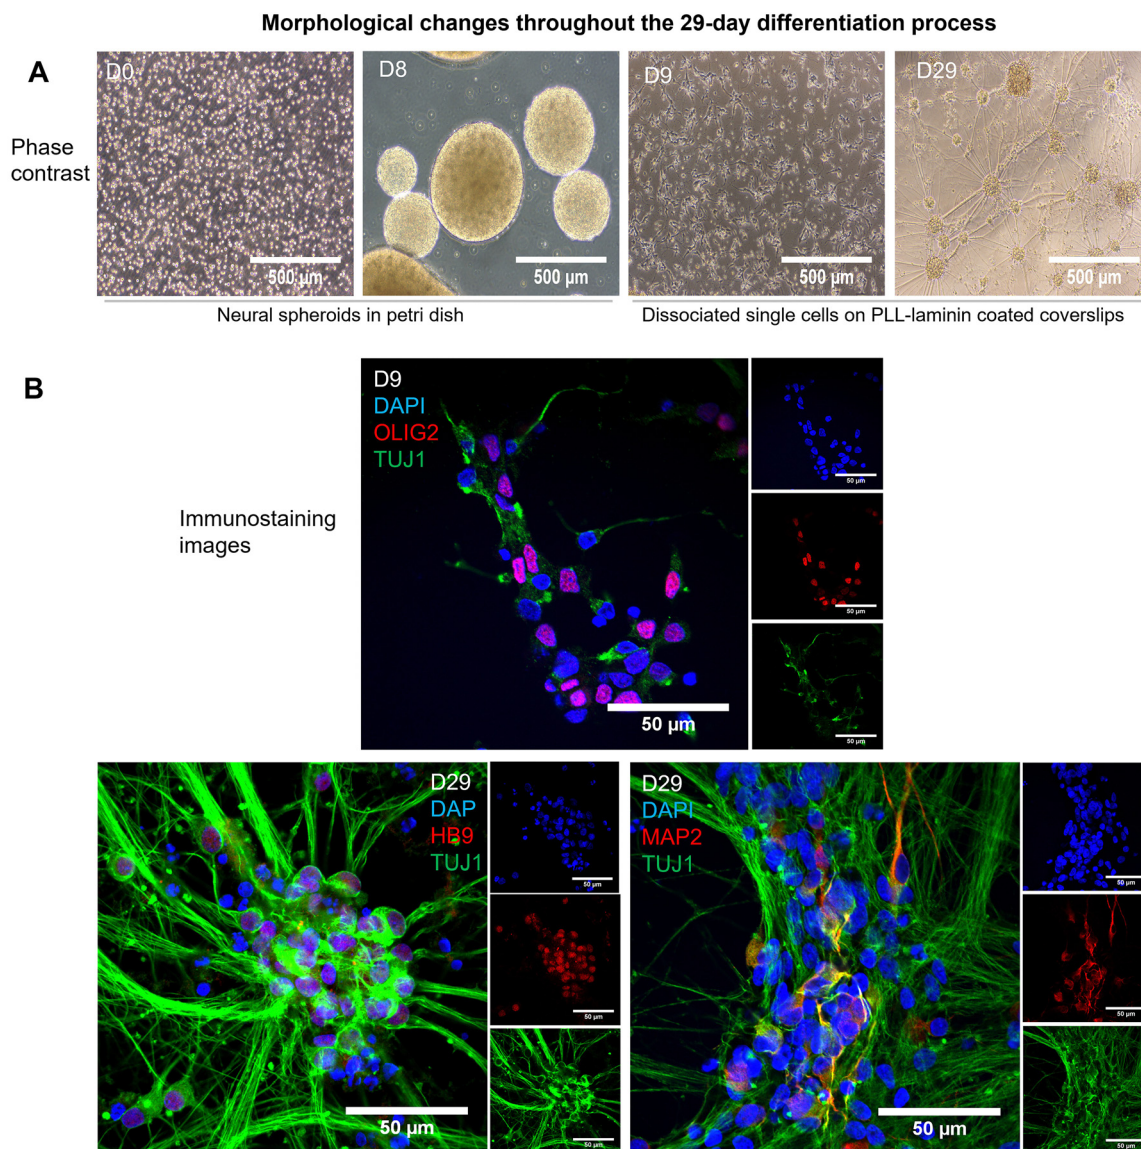 Morphological changes throughout the 29-day differentiation process
A
Phase
contrast
D0
500 µm
D8
500 µm
D9
500 µm
D29
500 µm
Neural spheroids in petri dish
Dissociated single cells on PLL-laminin coated coverslips
B
Immunostaining
images
D9
DAPI
OLIG2
TUJ1
50 µm
50 µm
50 µm
50 µm
D29
DAP
HB9
TUJ1
50 µm
50 µm
50 µm
50 µm
D29
DAPI
MAP2
TUJ1
50 µm
50 µm
50 µm
50 µm